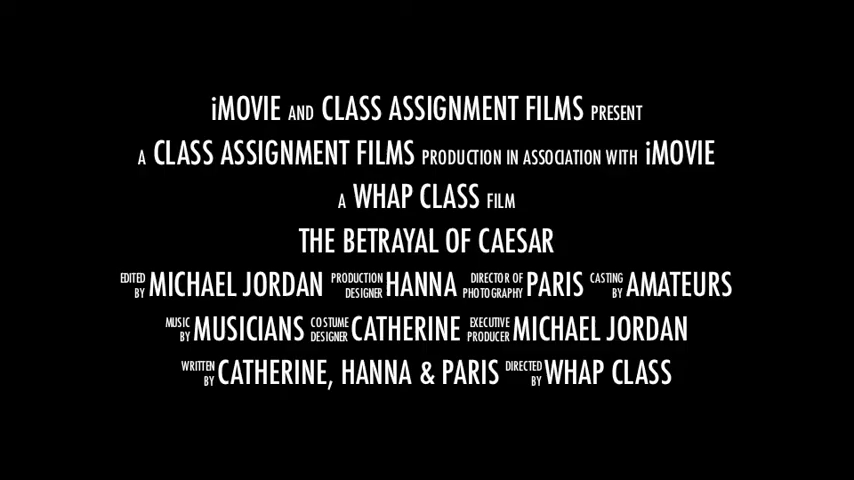 iMOVIE AND CLASS ASSIGNMENT FILMS PRESENT
A CLASS ASSIGNMENT FILMS PRODUCTION IN ASSOCIATION WITH iMOVIE
A WHAP CLASS FILM
THE BETRAYAL OF CAESAR
EDITED BY MICHAEL JORDAN PRODUCTION DESIGNER HANNA DIRECTOR OF PHOTOGRAPHY PARIS CASTING BY AMATEURS
MUSIC BY MUSICIANS COSTUME DESIGNER CATHERINE EXECUTIVE PRODUCER MICHAEL JORDAN
WRITTEN BY CATHERINE, HANNA & PARIS DIRECTED BY WHAP CLASS